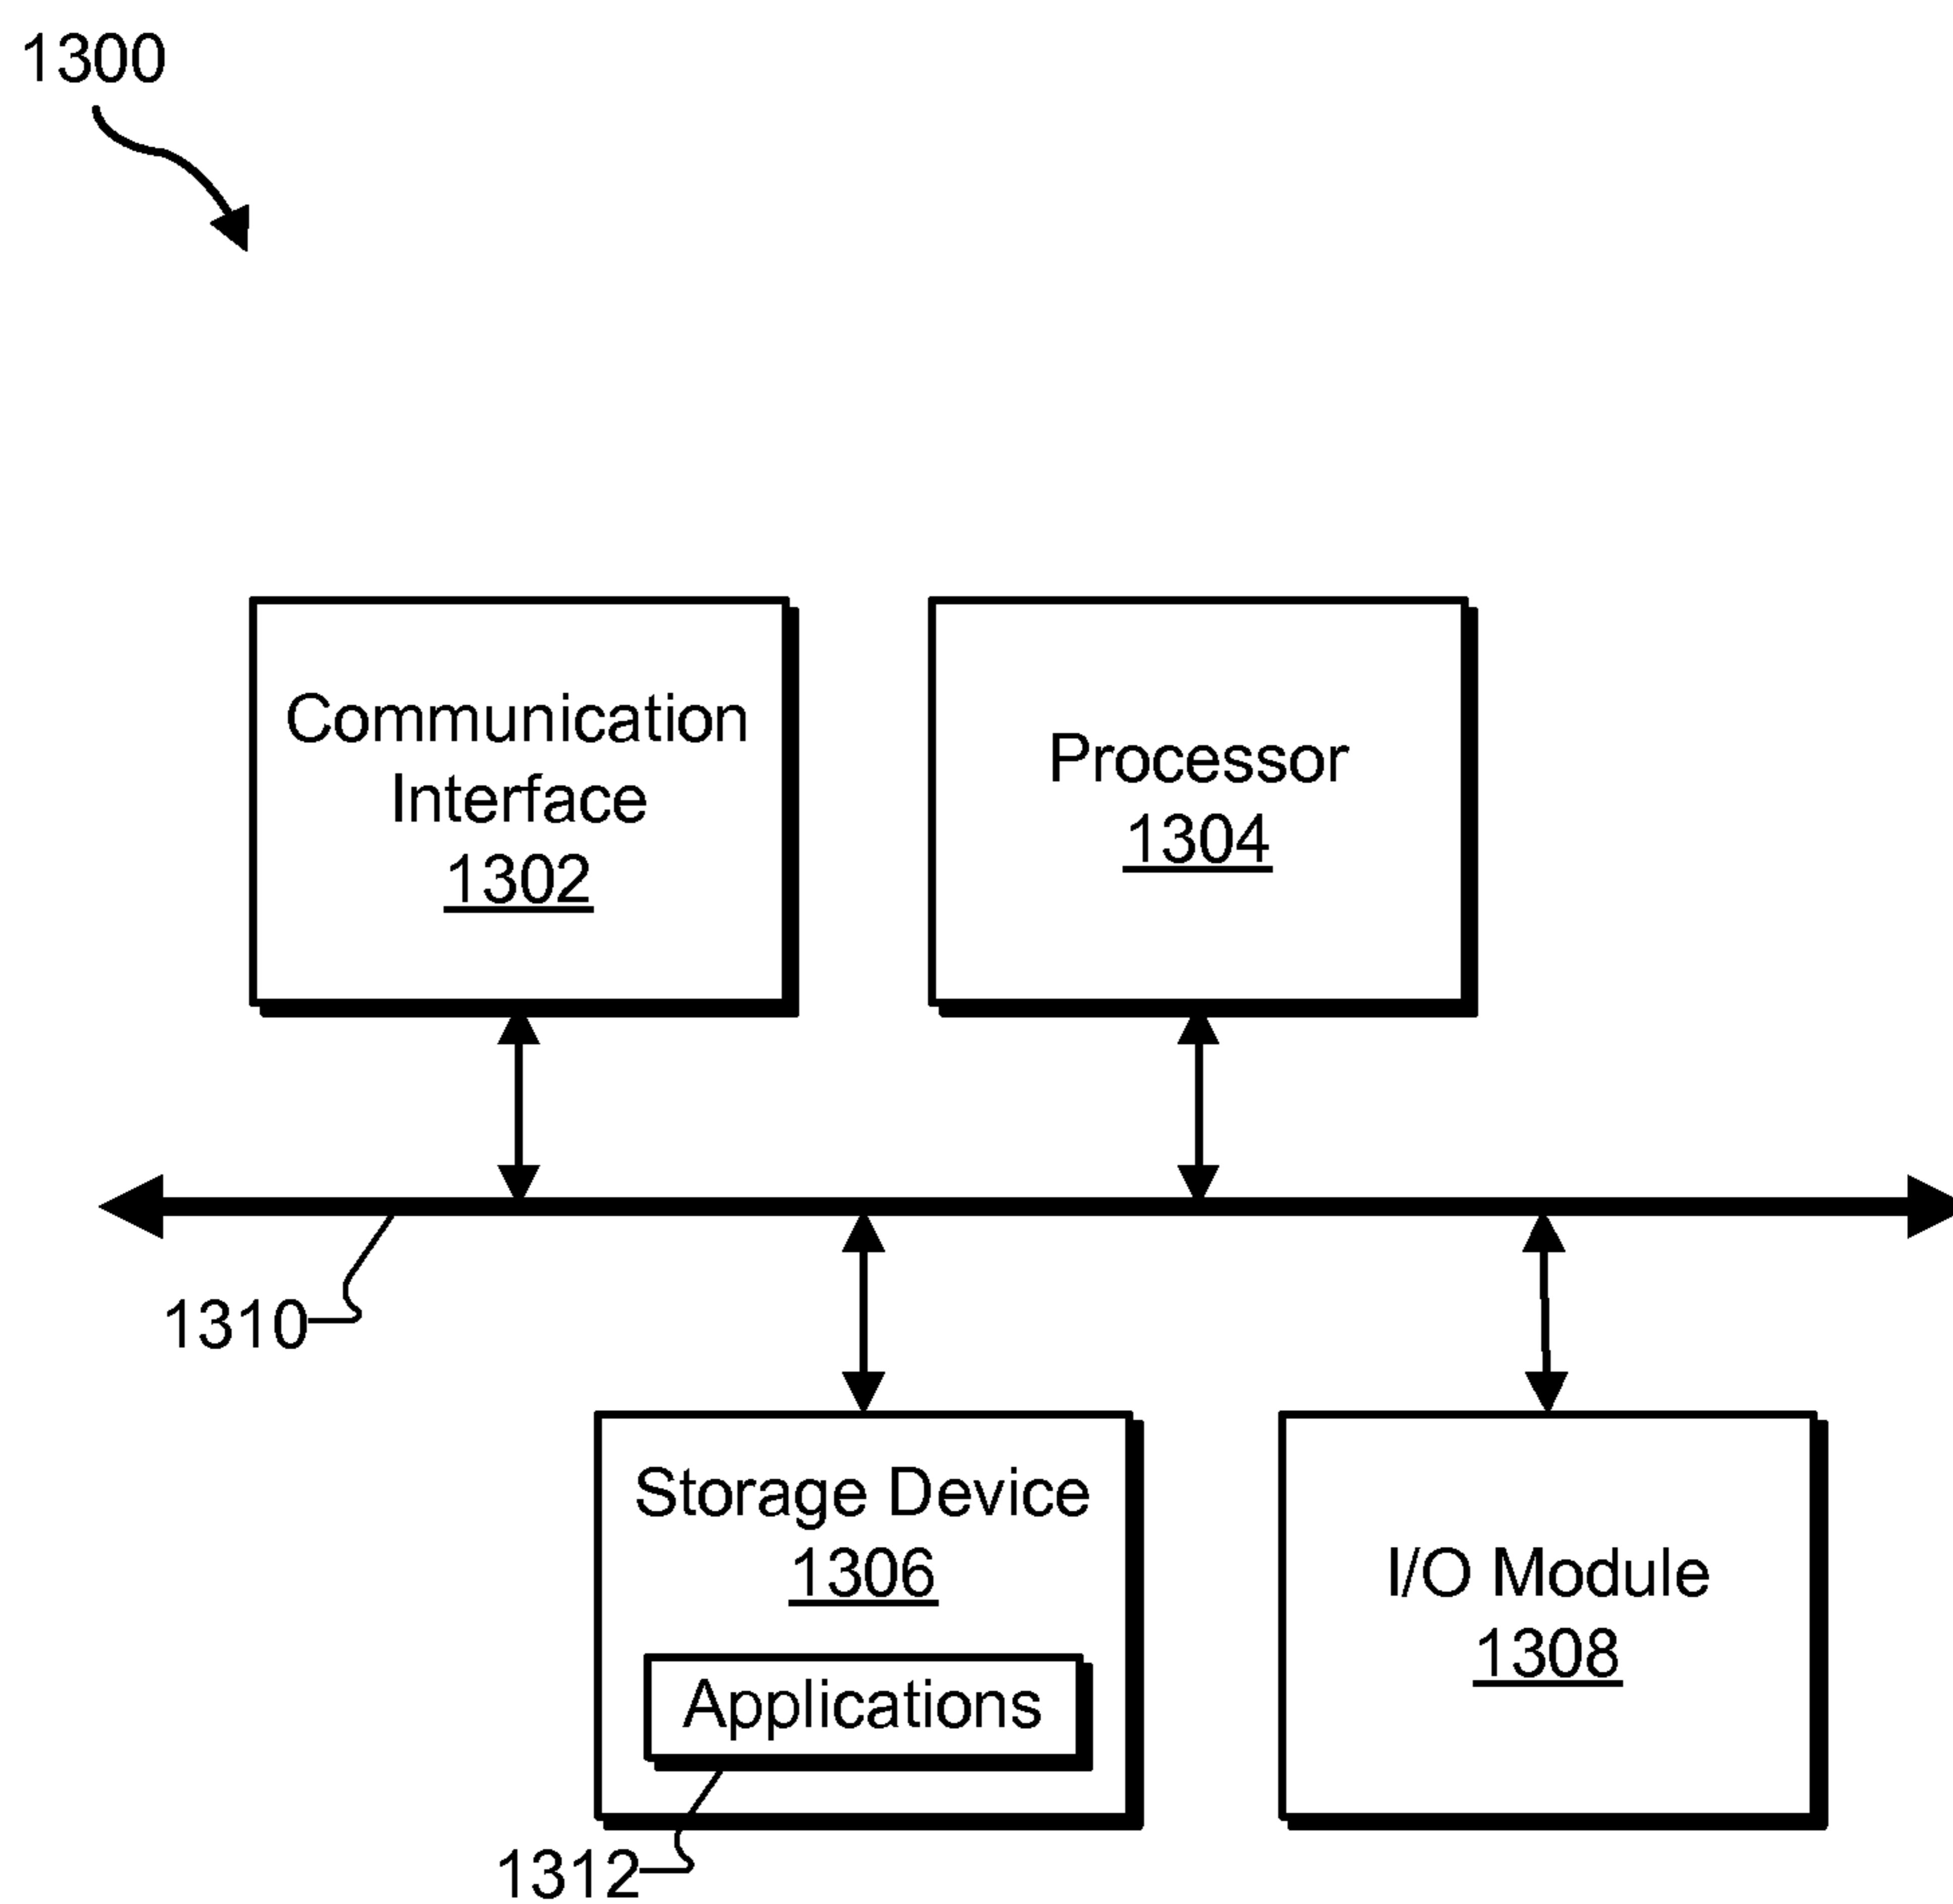 1300
Communication
Interface
1302
Processor
1304
1310
Storage Device
1306
Applications
1312
I/O Module
1308